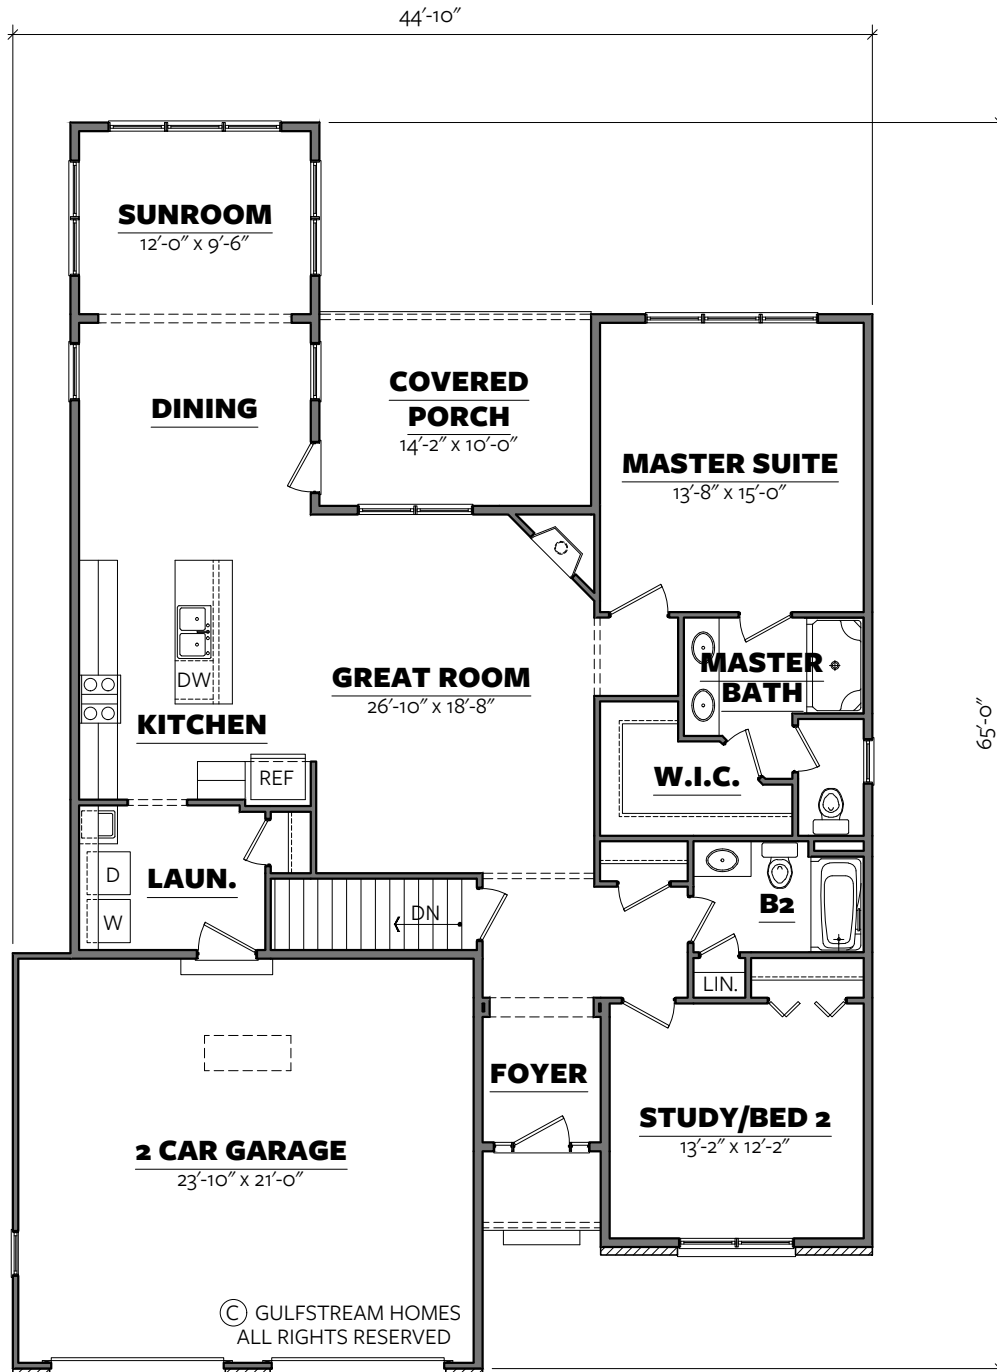 44'-10"
SUNROOM
12'-0" x 9'-6"
DINING
COVERED
PORCH
14'-2" x 10'-0"
MASTER SUITE
13'-8" x 15'-0"
DW
KITCHEN
REF
GREAT ROOM
26'-10" x 18'-8"
MASTER
BATH
65'-0"
W.I.C.
D
W
LAUN.
DN
B2
LIN.
FOYER
STUDY/BED 2
13'-2" x 12'-2"
2 CAR GARAGE
23'-10" x 21'-0"
© GULFSTREAM HOMES
ALL RIGHTS RESERVED